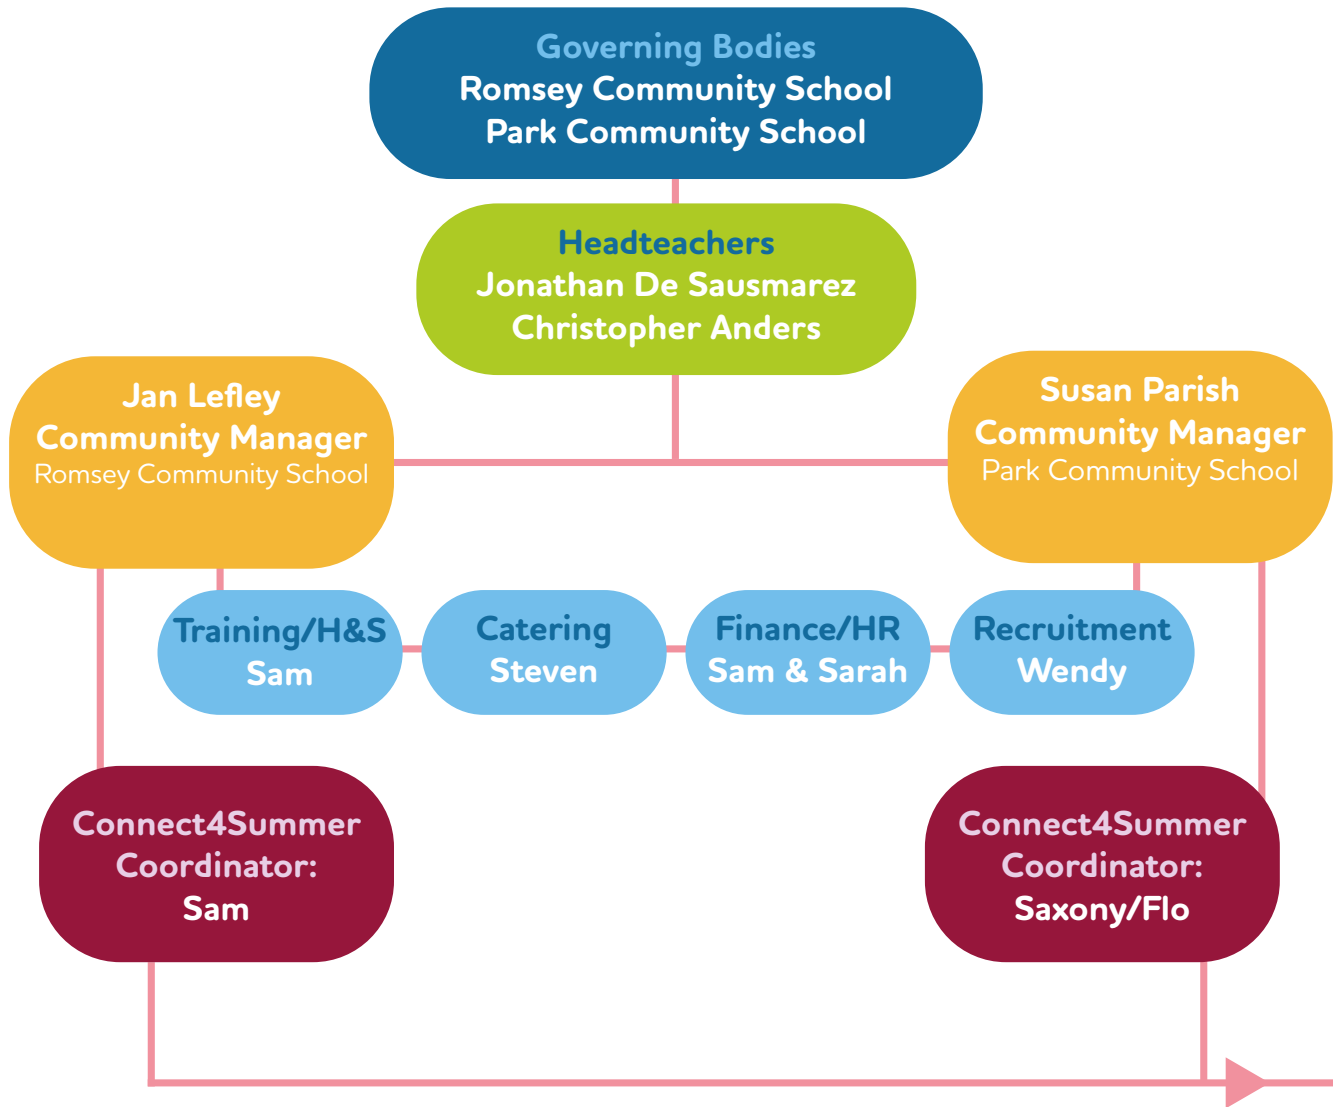 Governing Bodies
Romsey Community School
Park Community School
Headteachers
Jonathan De Sausmarez
Christopher Anders
Jan Lefley
Community Manager
Romsey Community School
Susan Parish
Community Manager
Park Community School
Training/H&S
Sam
Catering
Steven
Finance/HR
Sam & Sarah
Recruitment
Wendy
Connect4Summer
Coordinator:
Sam
Connect4Summer
Coordinator:
Saxony/Flo